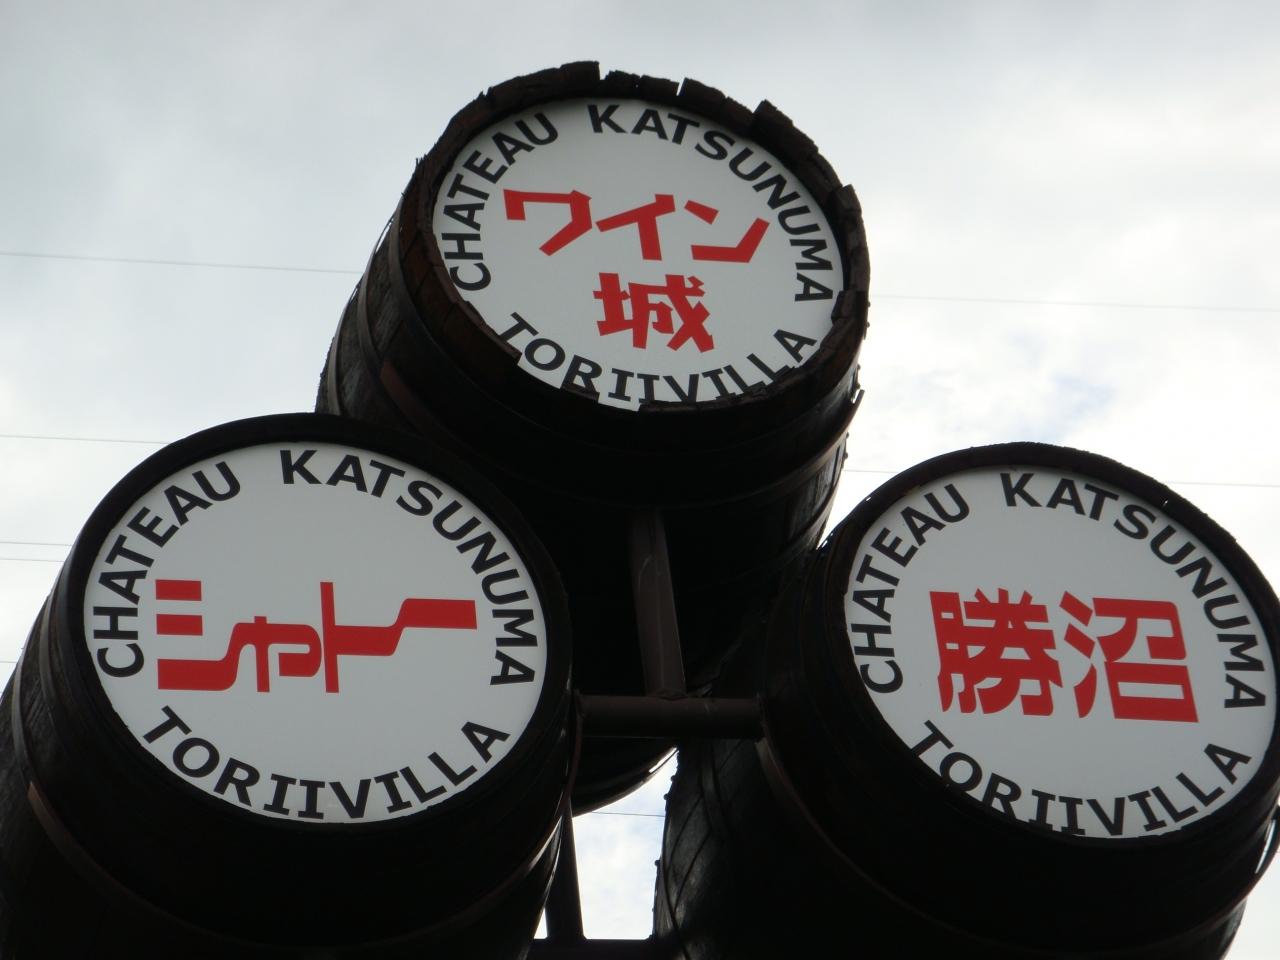 CHATEAU KATSUNUMA
ワイン
城
TORIIVILLA
CHATEAU KATSUNUMA
シャトー
TORIIVILLA
CHATEAU KATSUNUMA
勝沼
TORIIVILLA